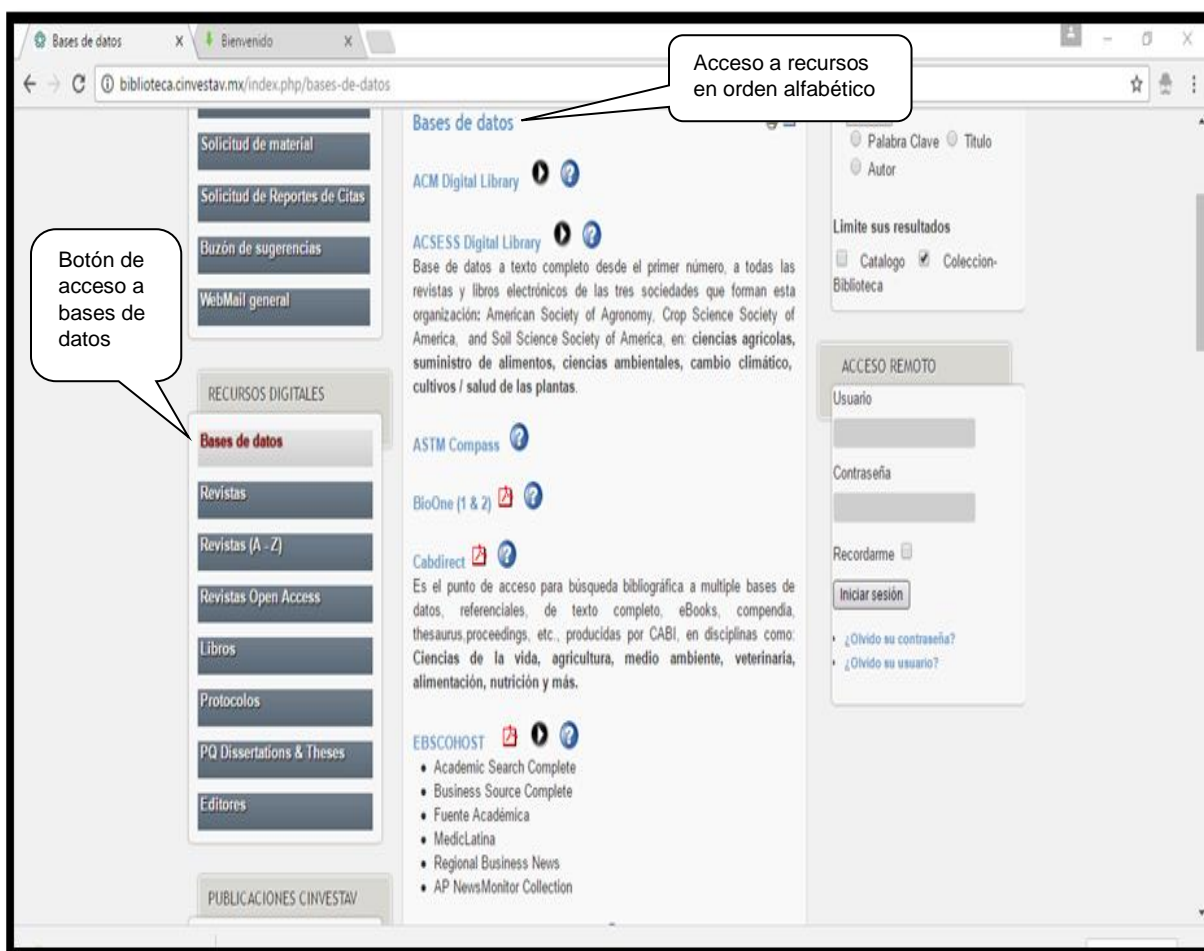 Bases de datos
Bienvenido
biblioteca.cinvestav.mx/index.php/bases-de-datos
Acceso a recursos
en orden alfabético
Botón de
acceso a
bases de
datos
Solicitud de material
Solicitud de Reportes de Citas
Buzón de sugerencias
WebMail general
RECURSOS DIGITALES
Bases de datos
Revistas
Revistas (A - Z)
Revistas Open Access
Libros
Protocolos
PQ Dissertations & Theses
Editores
PUBLICACIONES CINVESTAV
Bases de datos
ACM Digital Library
ACSESS Digital Library
Base de datos a texto completo desde el primer número, a todas las
revistas y libros electrónicos de las tres sociedades que forman esta
organización: American Society of Agronomy, Crop Science Society of
America, and Soil Science Society of America, en: ciencias agrícolas,
suministro de alimentos, ciencias ambientales, cambio climático,
cultivos / salud de las plantas.
ASTM Compass
BioOne (1 & 2)
Cabdirect
Es el punto de acceso para búsqueda bibliográfica a multiple bases de
datos, referenciales, de texto completo, eBooks, compendia,
thesaurus,proceedings, etc., producidas por CABI, en disciplinas como:
Ciencias de la vida, agricultura, medio ambiente, veterinaria,
alimentación, nutrición y más.
EBSCOHOST
Academic Search Complete
Business Source Complete
Fuente Académica
MedicLatina
Regional Business News
AP NewsMonitor Collection
Palabra Clave Titulo
Autor
Limite sus resultados
Catalogo Coleccion-
Biblioteca
ACCESO REMOTO
Usuario
Contraseña
Recordarme
Iniciar sesión
¿Olvido su contraseña?
¿Olvido su usuario?